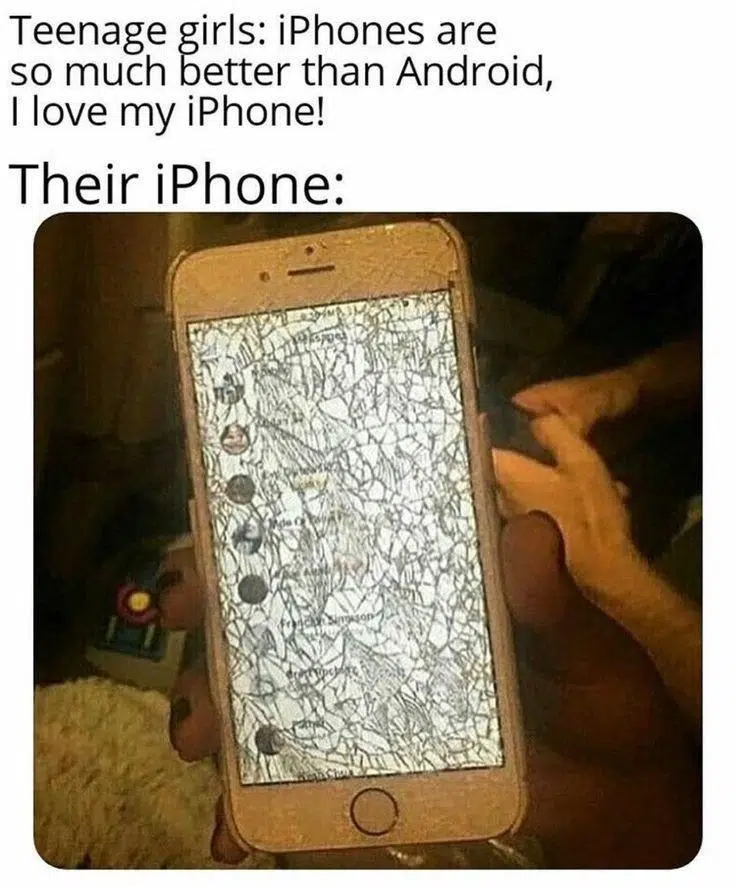 Teenage girls: iPhones are
so much better than Android,
I love my iPhone!
Their iPhone: